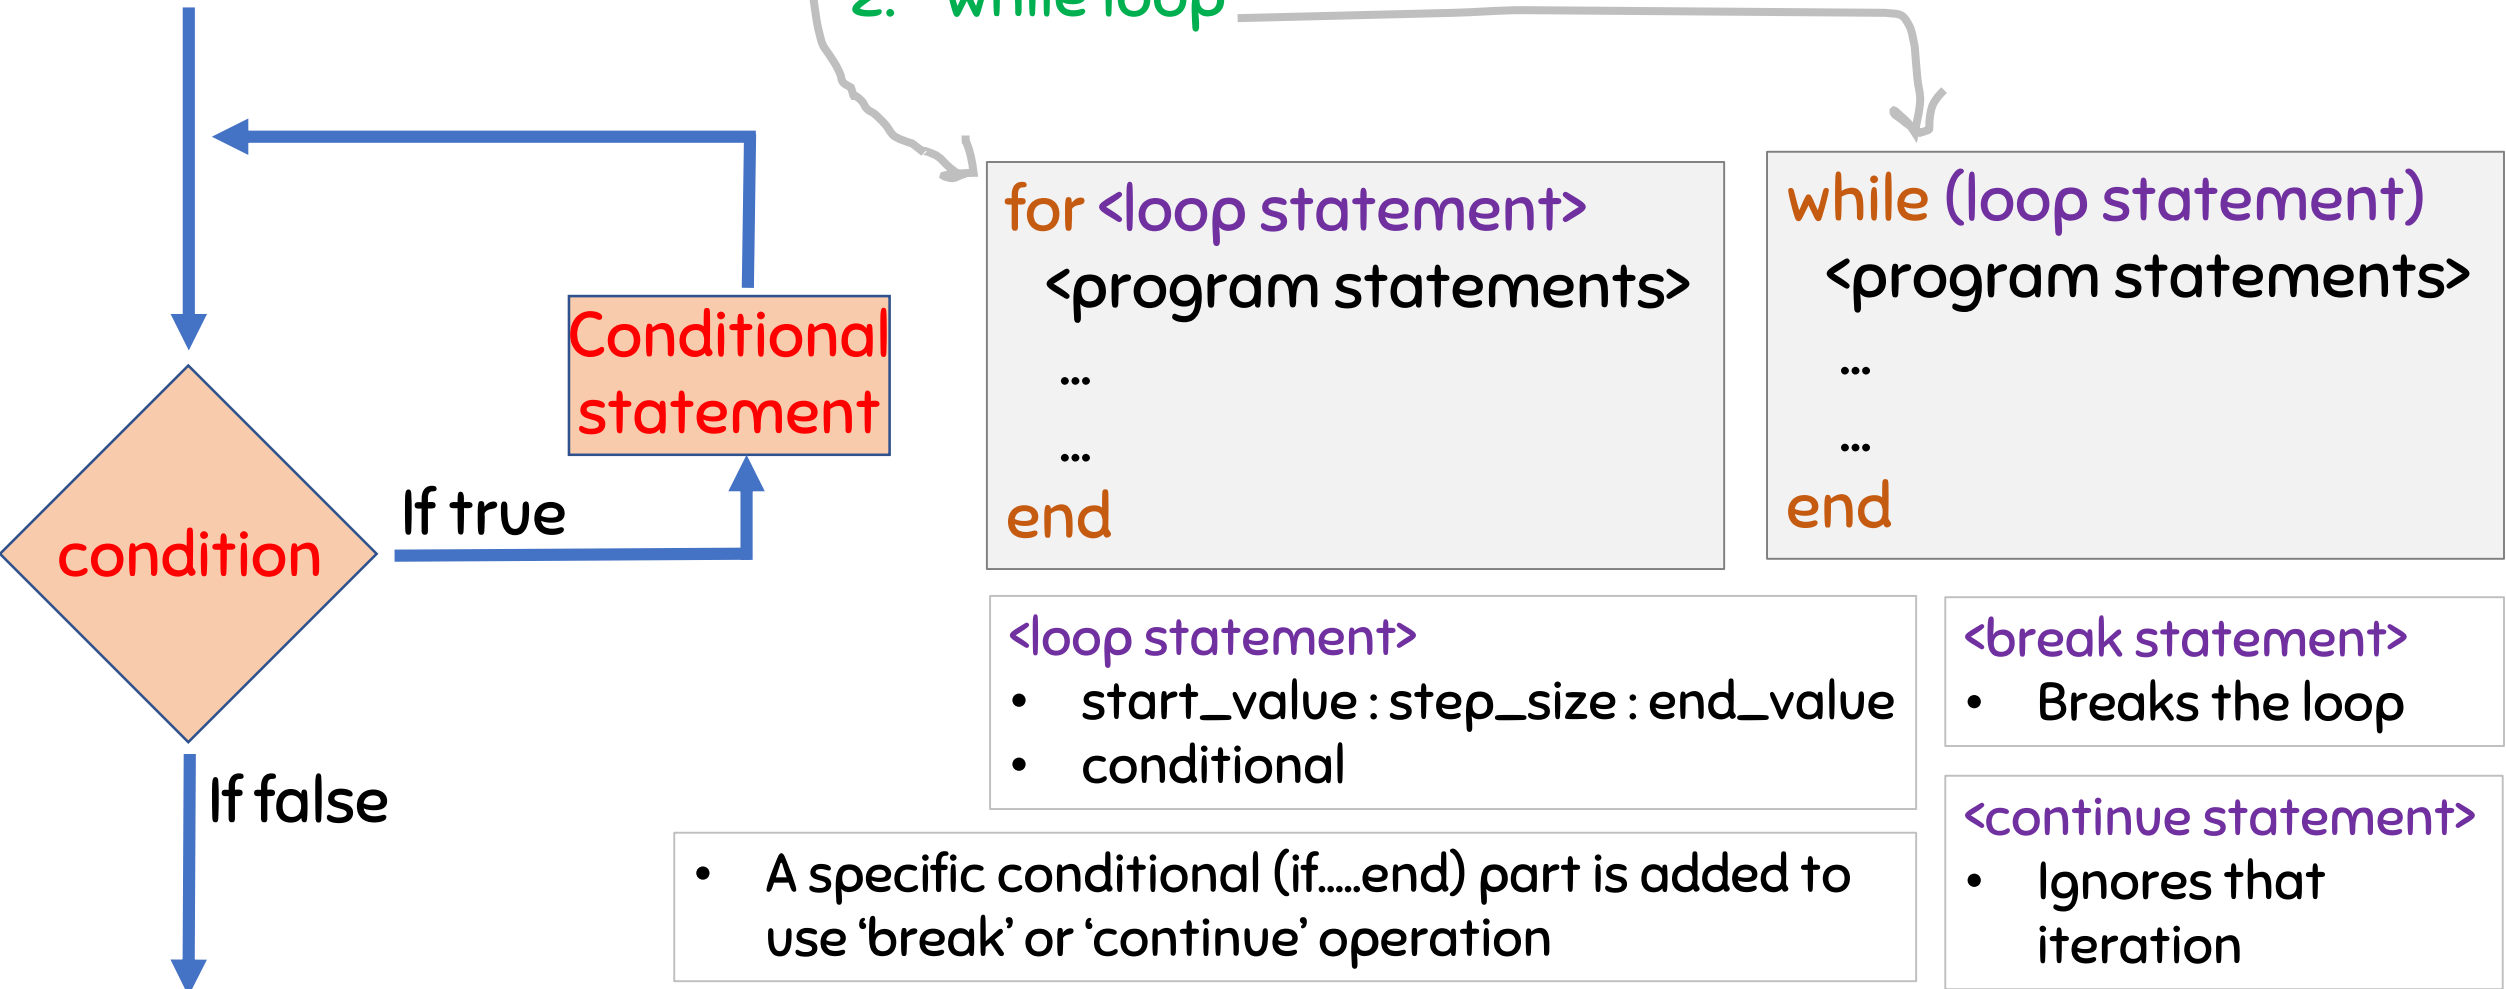 2. while loop
for <loop statement>
<program statements>
...
...
end
while (loop statement)
<program statements>
...
...
end
Conditional
statement
If true
condition
If false
<loop statement>
• start_value : step_size : end_value
• conditional
<break statement>
• Breaks the loop
<continue statement>
• Ignores that
iteration
• A specific conditional (if……end) part is added to
use ‘break’ or ‘continue’ operation